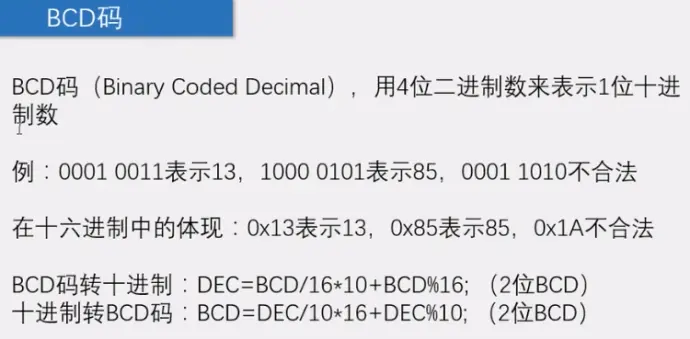 BCD码
BCD码（Binary Coded Decimal），用4位二进制数来表示1位十进
制数
例：0001 0011表示13，1000 0101表示85，0001 1010不合法
在十六进制中的体现：0x13表示13，0x85表示85，0x1A不合法
BCD码转十进制：DEC=BCD/16*10+BCD%16; （2位BCD）
十进制转BCD码：BCD=DEC/10*16+DEC%10; （2位BCD）